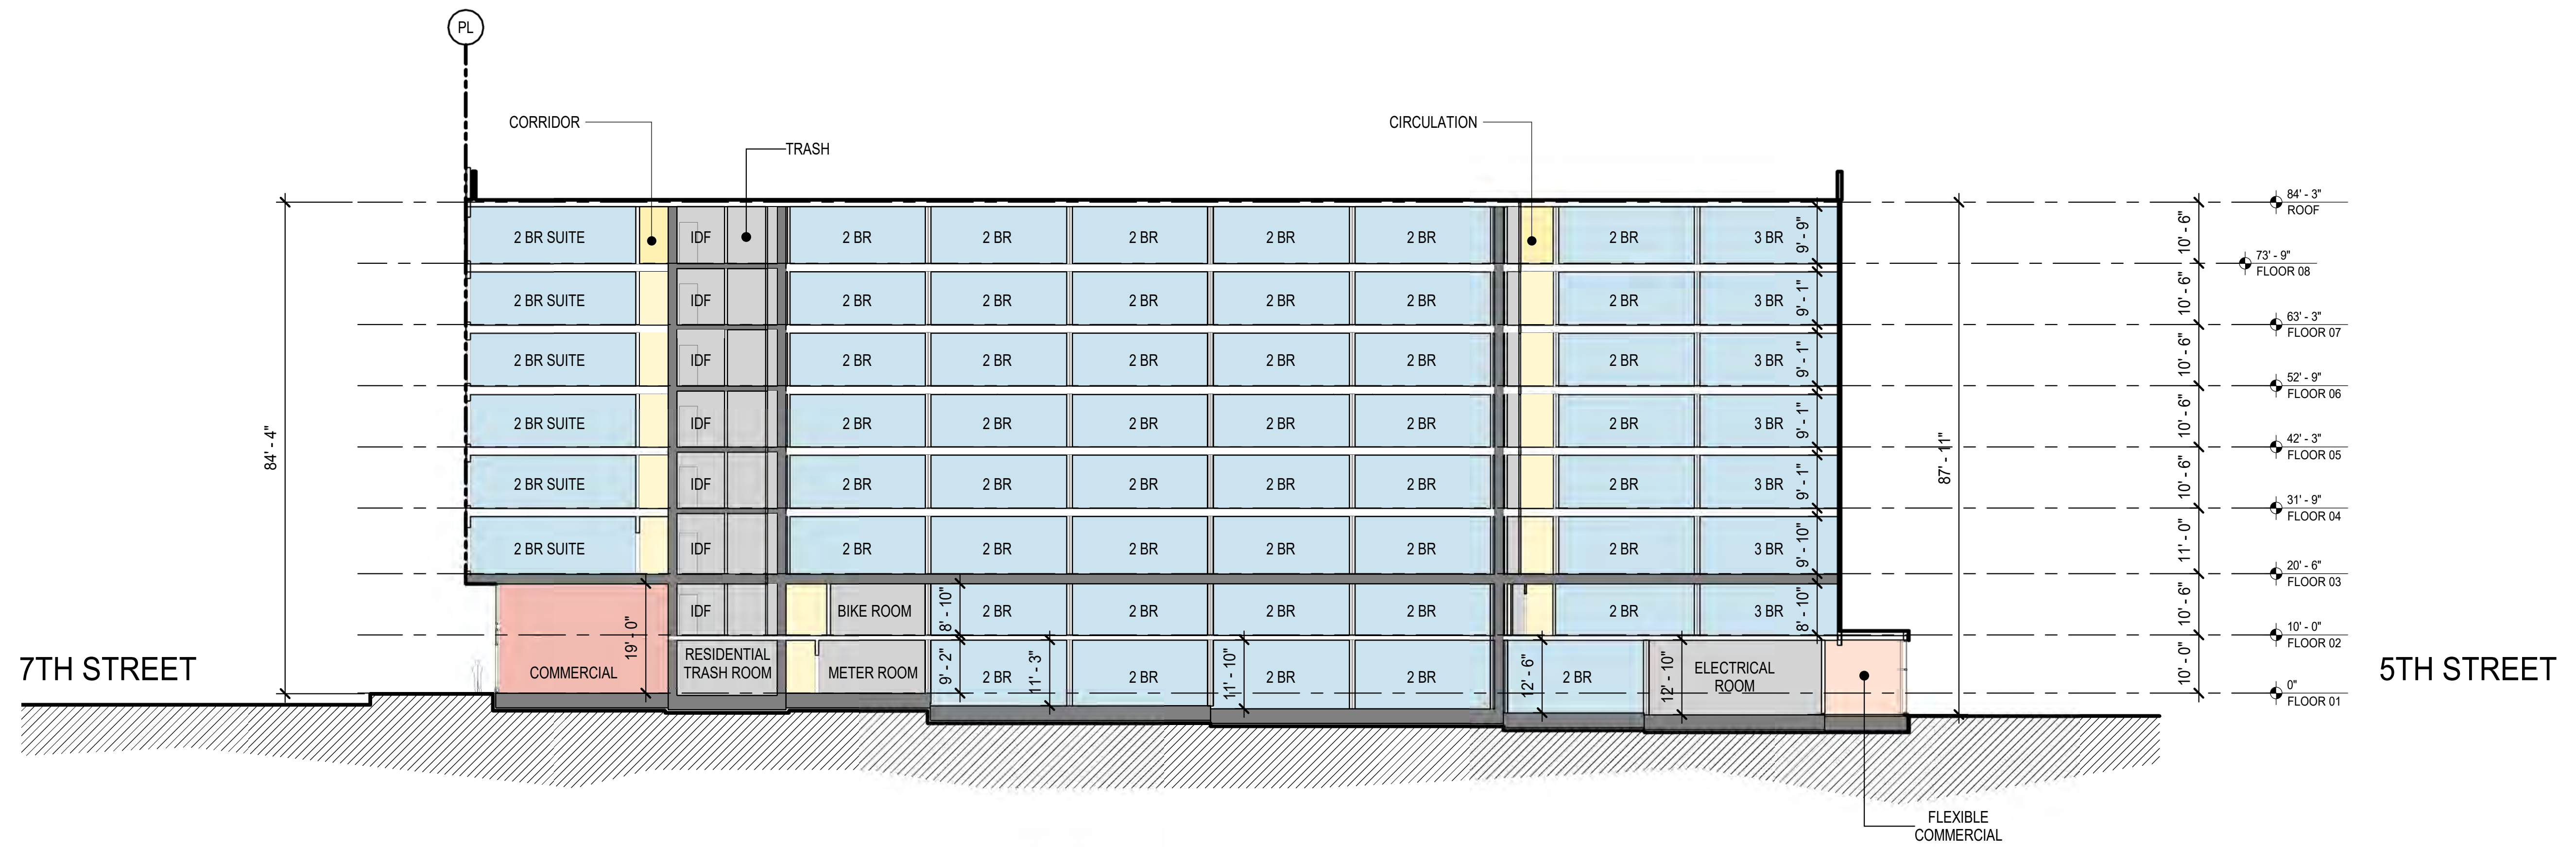 PL
CORRIDOR
TRASH
CIRCULATION
84' - 3"
ROOF
2 BR SUITE IDF 2 BR 2 BR 2 BR 2 BR 2 BR 2 BR 3 BR 9' - 9" 10' - 6"
73' - 9"
FLOOR 08
2 BR SUITE IDF 2 BR 2 BR 2 BR 2 BR 2 BR 2 BR 3 BR 9' - 1" 10' - 6"
63' - 3"
FLOOR 07
2 BR SUITE IDF 2 BR 2 BR 2 BR 2 BR 2 BR 2 BR 3 BR 9' - 1" 10' - 6"
52' - 9"
FLOOR 06
2 BR SUITE IDF 2 BR 2 BR 2 BR 2 BR 2 BR 2 BR 3 BR 9' - 1" 10' - 6"
84' - 4"
87' - 11"
42' - 3"
FLOOR 05
2 BR SUITE IDF 2 BR 2 BR 2 BR 2 BR 2 BR 2 BR 3 BR 9' - 1" 10' - 6"
31' - 9"
FLOOR 04
2 BR SUITE IDF 2 BR 2 BR 2 BR 2 BR 2 BR 2 BR 3 BR 9' - 10" 11' - 0"
20' - 6"
FLOOR 03
19' - 0" IDF BIKE ROOM 8' - 10" 2 BR 2 BR 2 BR 2 BR 2 BR 3 BR 8' - 10" 10' - 6"
10' - 0"
FLOOR 02
7TH STREET
COMMERCIAL
RESIDENTIAL
TRASH ROOM
METER ROOM 9' - 2" 2 BR 11' - 3" 2 BR 11' - 10" 2 BR 2 BR 12' - 6" 2 BR 12' - 10"
ELECTRICAL
ROOM
10' - 0"
0"
FLOOR 01
5TH STREET
FLEXIBLE
COMMERCIAL